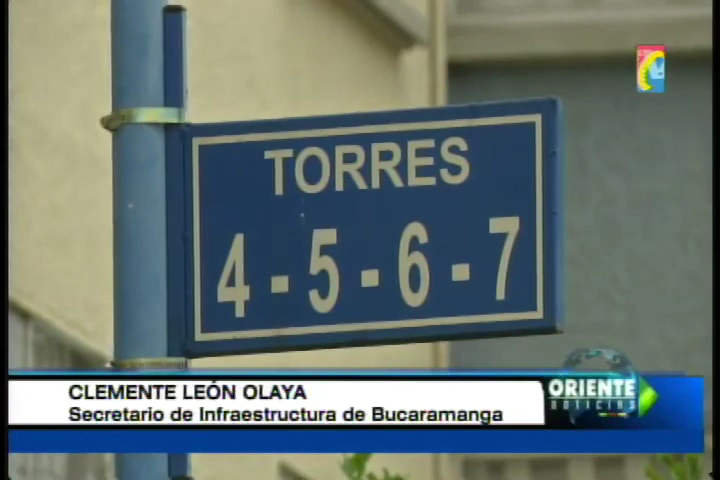 TORRES
4 - 5 - 6 - 7
CLEMENTE LEÓN OLAYA
Secretario de Infraestructura de Bucaramanga
ORIENTE
NOTICIAS